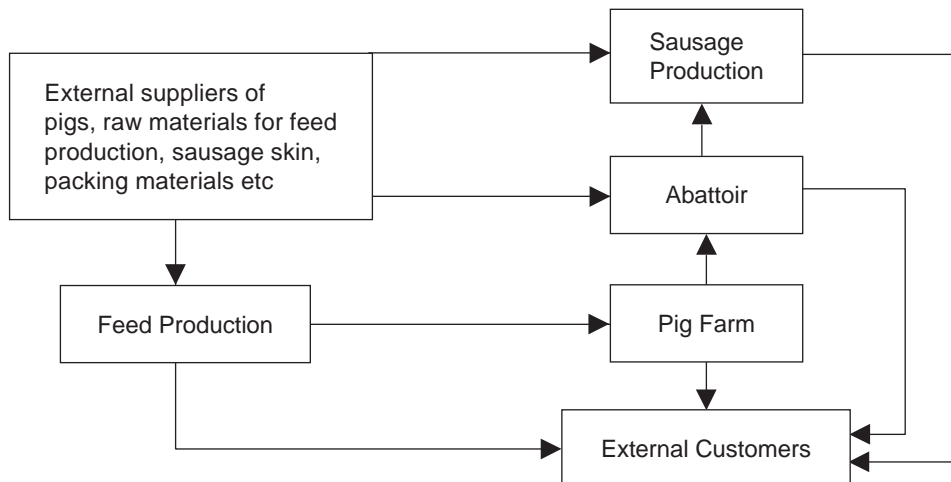 Sausage
Production
External suppliers of
pigs, raw materials for feed
production, sausage skin,
packing materials etc
Abattoir
Feed Production
Pig Farm
External Customers